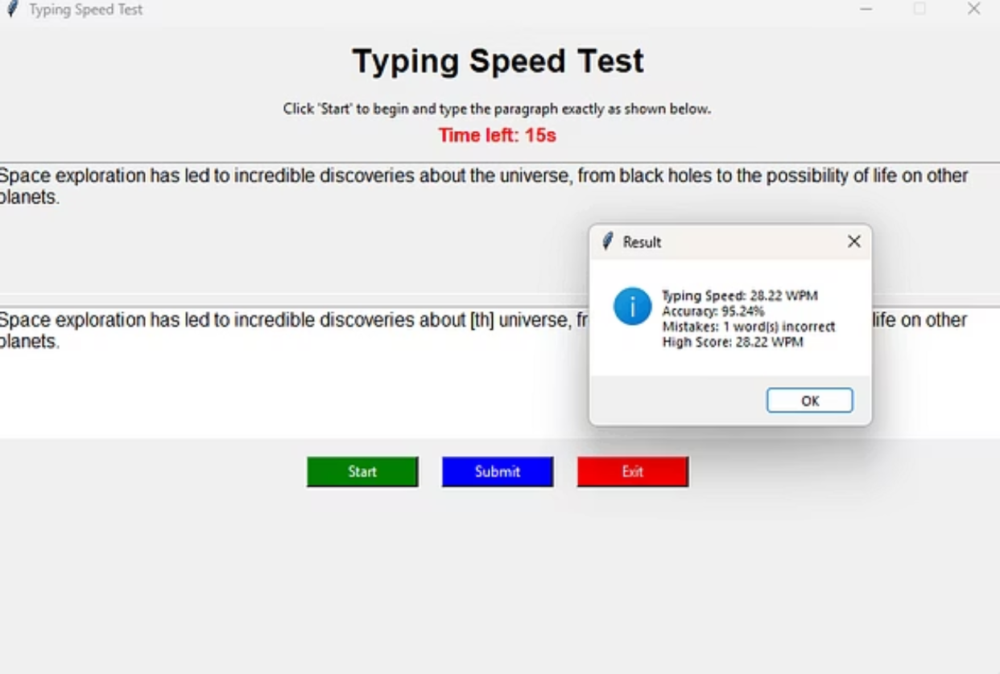 Typing Speed Test
Typing Speed Test
Click 'Start' to begin and type the paragraph exactly as shown below.
Time left: 15s
Space exploration has led to incredible discoveries about the universe, from black holes to the possibility of life on other
planets.
Result
Typing Speed: 28.22 WPM
Accuracy: 95.24%
Mistakes: 1 word(s) incorrect
High Score: 28.22 WPM
OK
Space exploration has led to incredible discoveries about [th] universe, life on other
planets.
Start Submit Exit